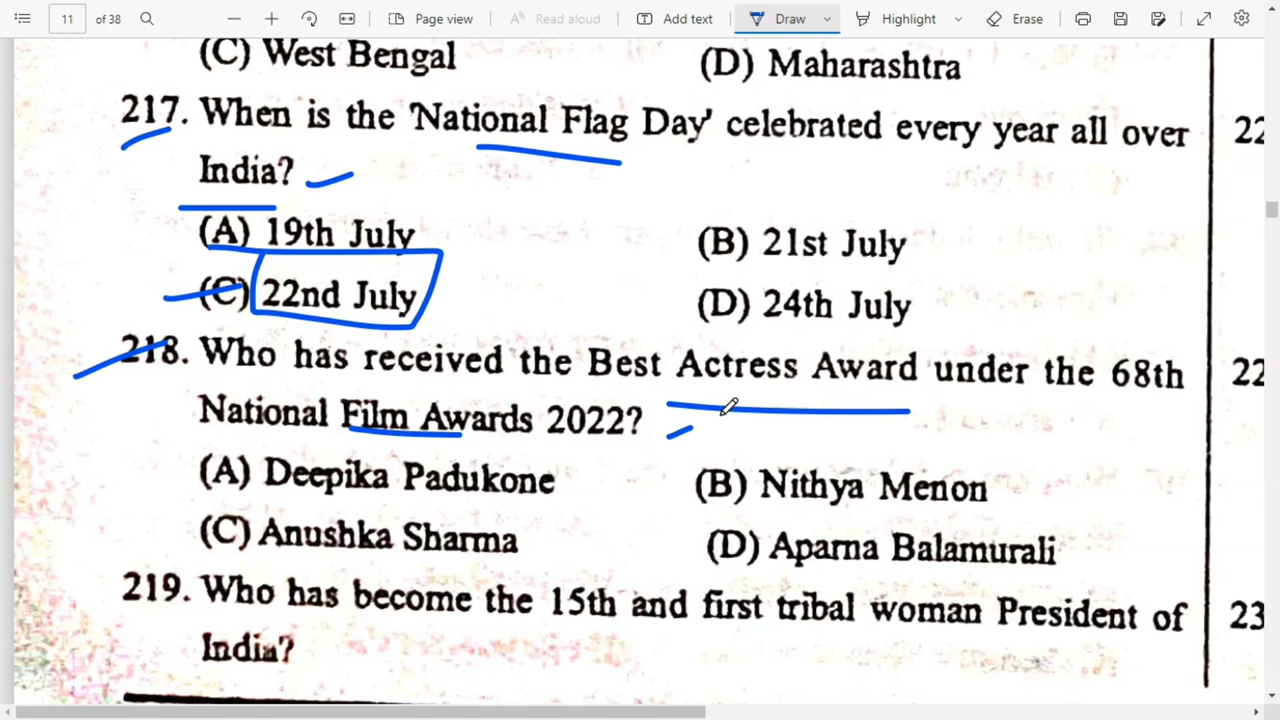 11 of 38 Page view Read aloud Add text Draw Highlight Erase
(C) West Bengal (D) Maharashtra
217. When is the 'National Flag Day' celebrated every year all over 22
India?
(A) 19th July (B) 21st July
(C) 22nd July (D) 24th July
218. Who has received the Best Actress Award under the 68th 22
National Film Awards 2022?
(A) Deepika Padukone (B) Nithya Menon
(C) Anushka Sharma (D) Aparna Balamurali
219. Who has become the 15th and first tribal woman President of 23
India?